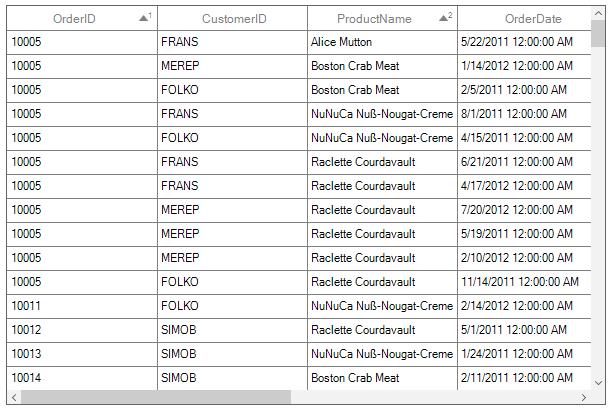 OrderID 1 CustomerID ProductName 2 OrderDate
10005 FRANS Alice Mutton 5/22/2011 12:00:00 AM
10005 MEREP Boston Crab Meat 1/14/2012 12:00:00 AM
10005 FOLKO Boston Crab Meat 2/5/2011 12:00:00 AM
10005 FRANS NuNuCa Nuß-Nougat-Creme 8/1/2011 12:00:00 AM
10005 FOLKO NuNuCa Nuß-Nougat-Creme 4/15/2011 12:00:00 AM
10005 FRANS Raclette Courdavault 6/21/2011 12:00:00 AM
10005 FRANS Raclette Courdavault 4/17/2012 12:00:00 AM
10005 MEREP Raclette Courdavault 7/20/2012 12:00:00 AM
10005 MEREP Raclette Courdavault 5/19/2011 12:00:00 AM
10005 MEREP Raclette Courdavault 2/10/2012 12:00:00 AM
10005 FOLKO Raclette Courdavault 11/14/2011 12:00:00 AM
10011 FOLKO NuNuCa Nuß-Nougat-Creme 2/14/2012 12:00:00 AM
10012 SIMOB Raclette Courdavault 5/1/2011 12:00:00 AM
10013 SIMOB NuNuCa Nuß-Nougat-Creme 1/24/2011 12:00:00 AM
10014 SIMOB Boston Crab Meat 2/11/2011 12:00:00 AM